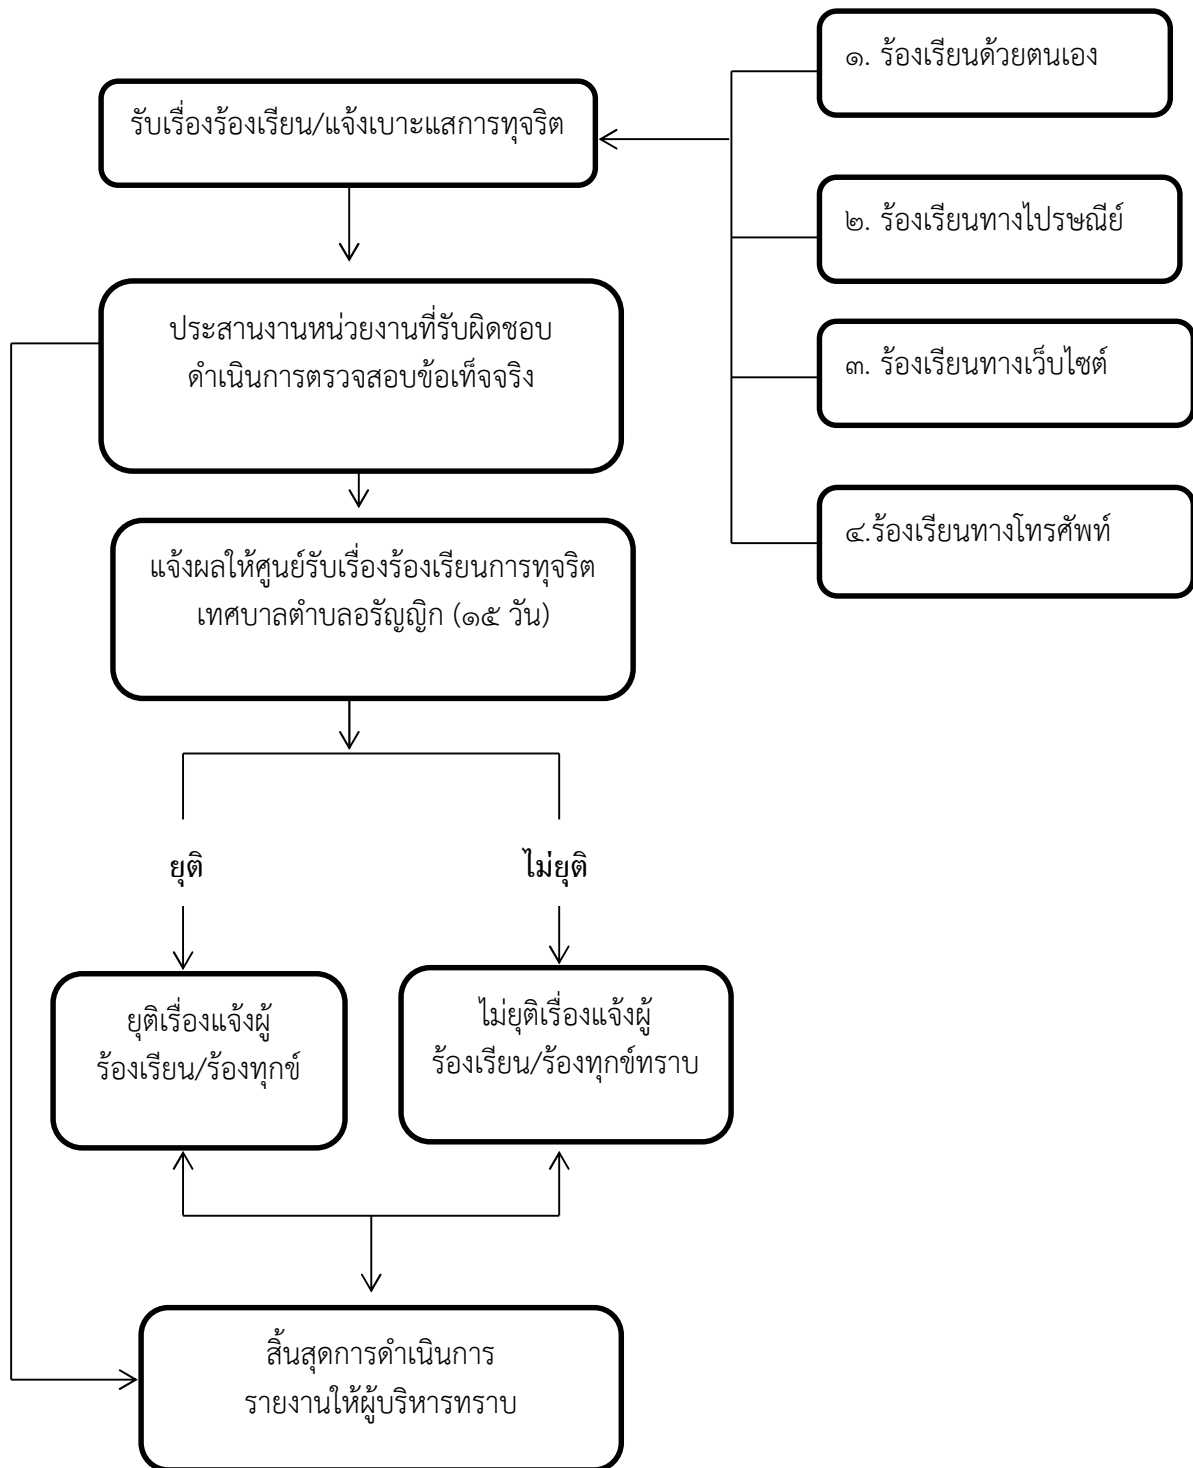 รับเรื่องร้องเรียน/แจ้งเบาะแสการทุจริต
๑. ร้องเรียนด้วยตนเอง
๒. ร้องเรียนทางไปรษณีย์
๓. ร้องเรียนทางเว็บไซต์
๔.ร้องเรียนทางโทรศัพท์
ประสานงานหน่วยงานที่รับผิดชอบ
ดำเนินการตรวจสอบข้อเท็จจริง
แจ้งผลให้ศูนย์รับเรื่องร้องเรียนการทุจริต
เทศบาลตำบลอรัญญิก (๑๕ วัน)
ยุติ
ไม่ยุติ
ยุติเรื่องแจ้งผู้
ร้องเรียน/ร้องทุกข์
ไม่ยุติเรื่องแจ้งผู้
ร้องเรียน/ร้องทุกข์ทราบ
สิ้นสุดการดำเนินการ
รายงานให้ผู้บริหารทราบ